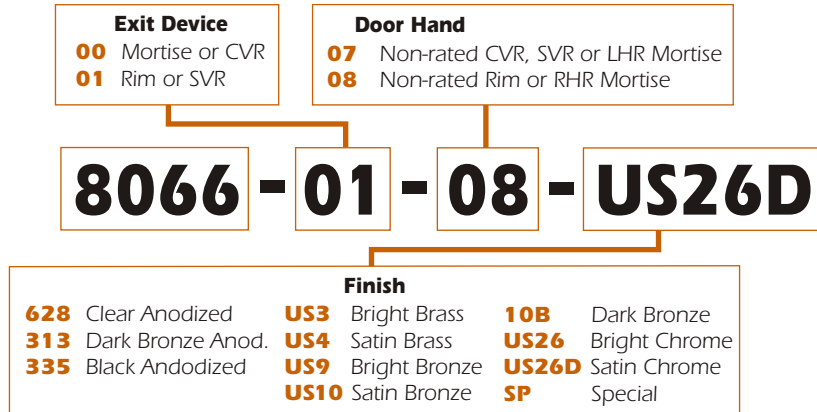 Exit Device
00 Mortise or CVR
01 Rim or SVR
Door Hand
07 Non-rated CVR, SVR or LHR Mortise
08 Non-rated Rim or RHR Mortise
8066-01-08-US26D
Finish
628 Clear Anodized
313 Dark Bronze Anod.
335 Black Andodized
US3 Bright Brass
US4 Satin Brass
US9 Bright Bronze
US10 Satin Bronze
10B Dark Bronze
US26 Bright Chrome
US26D Satin Chrome
SP Special